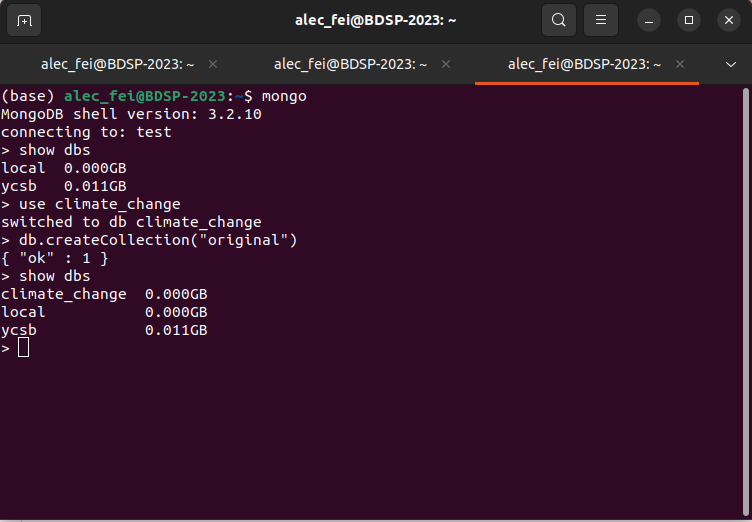 alec_fei@BDSP-2023: ~
alec_fei@BDSP-2023: ~
alec_fei@BDSP-2023: ~
alec_fei@BDSP-2023: ~
(base) alec_fei@BDSP-2023:~$ mongo
MongoDB shell version: 3.2.10
connecting to: test
> show dbs
local  0.000GB
ycsb   0.011GB
> use climate_change
switched to db climate_change
> db.createCollection("original")
{ "ok" : 1 }
> show dbs
climate_change  0.000GB
local           0.000GB
ycsb            0.011GB
>